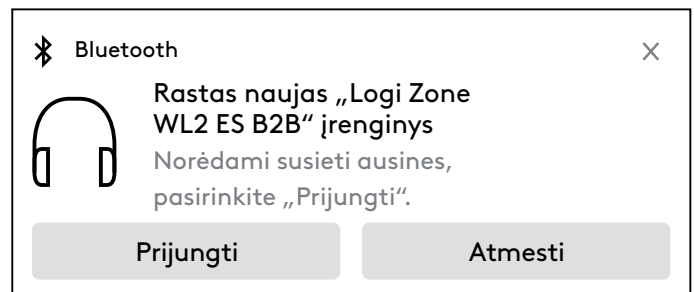 Bluetooth
Rastas naujas „Logi Zone
WL2 ES B2B“ įrenginys
Norėdami susieti ausines,
pasirinkite „Prijungti“.
Prijungti
Atmesti